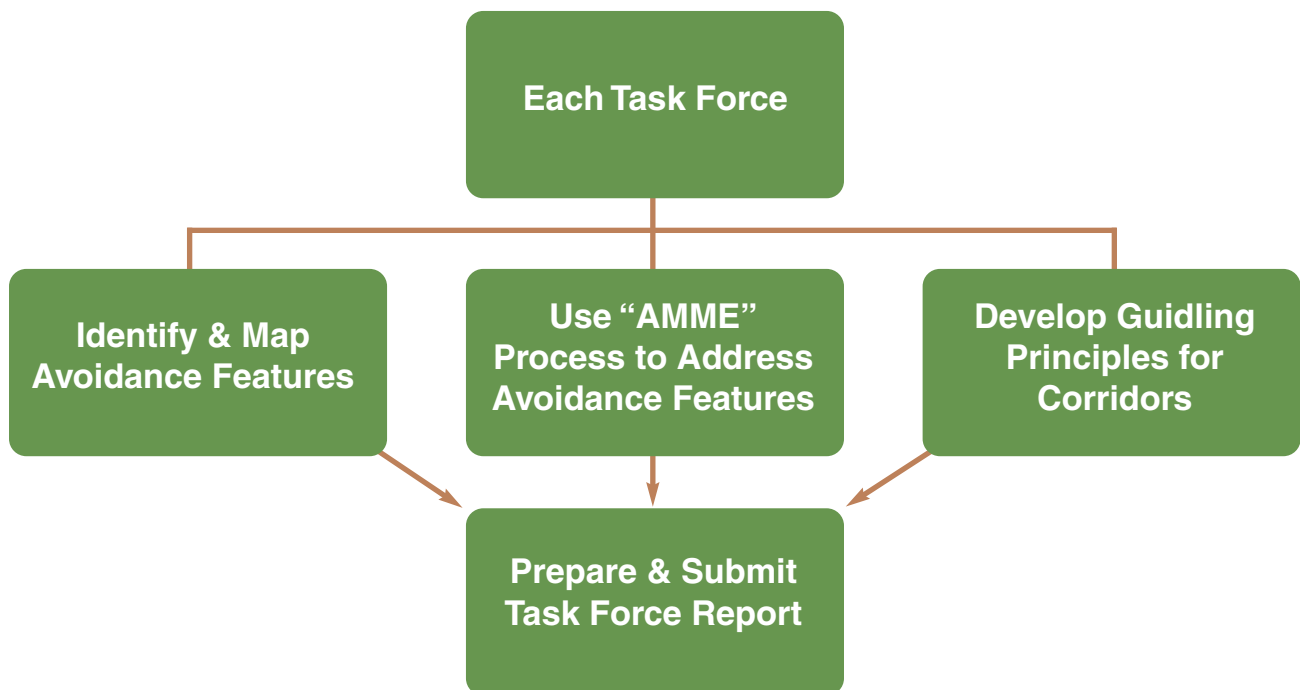 Each Task Force
Identify & Map
Avoidance Features
Use “AMME”
Process to Address
Avoidance Features
Develop Guidling
Principles for
Corridors
Prepare & Submit
Task Force Report